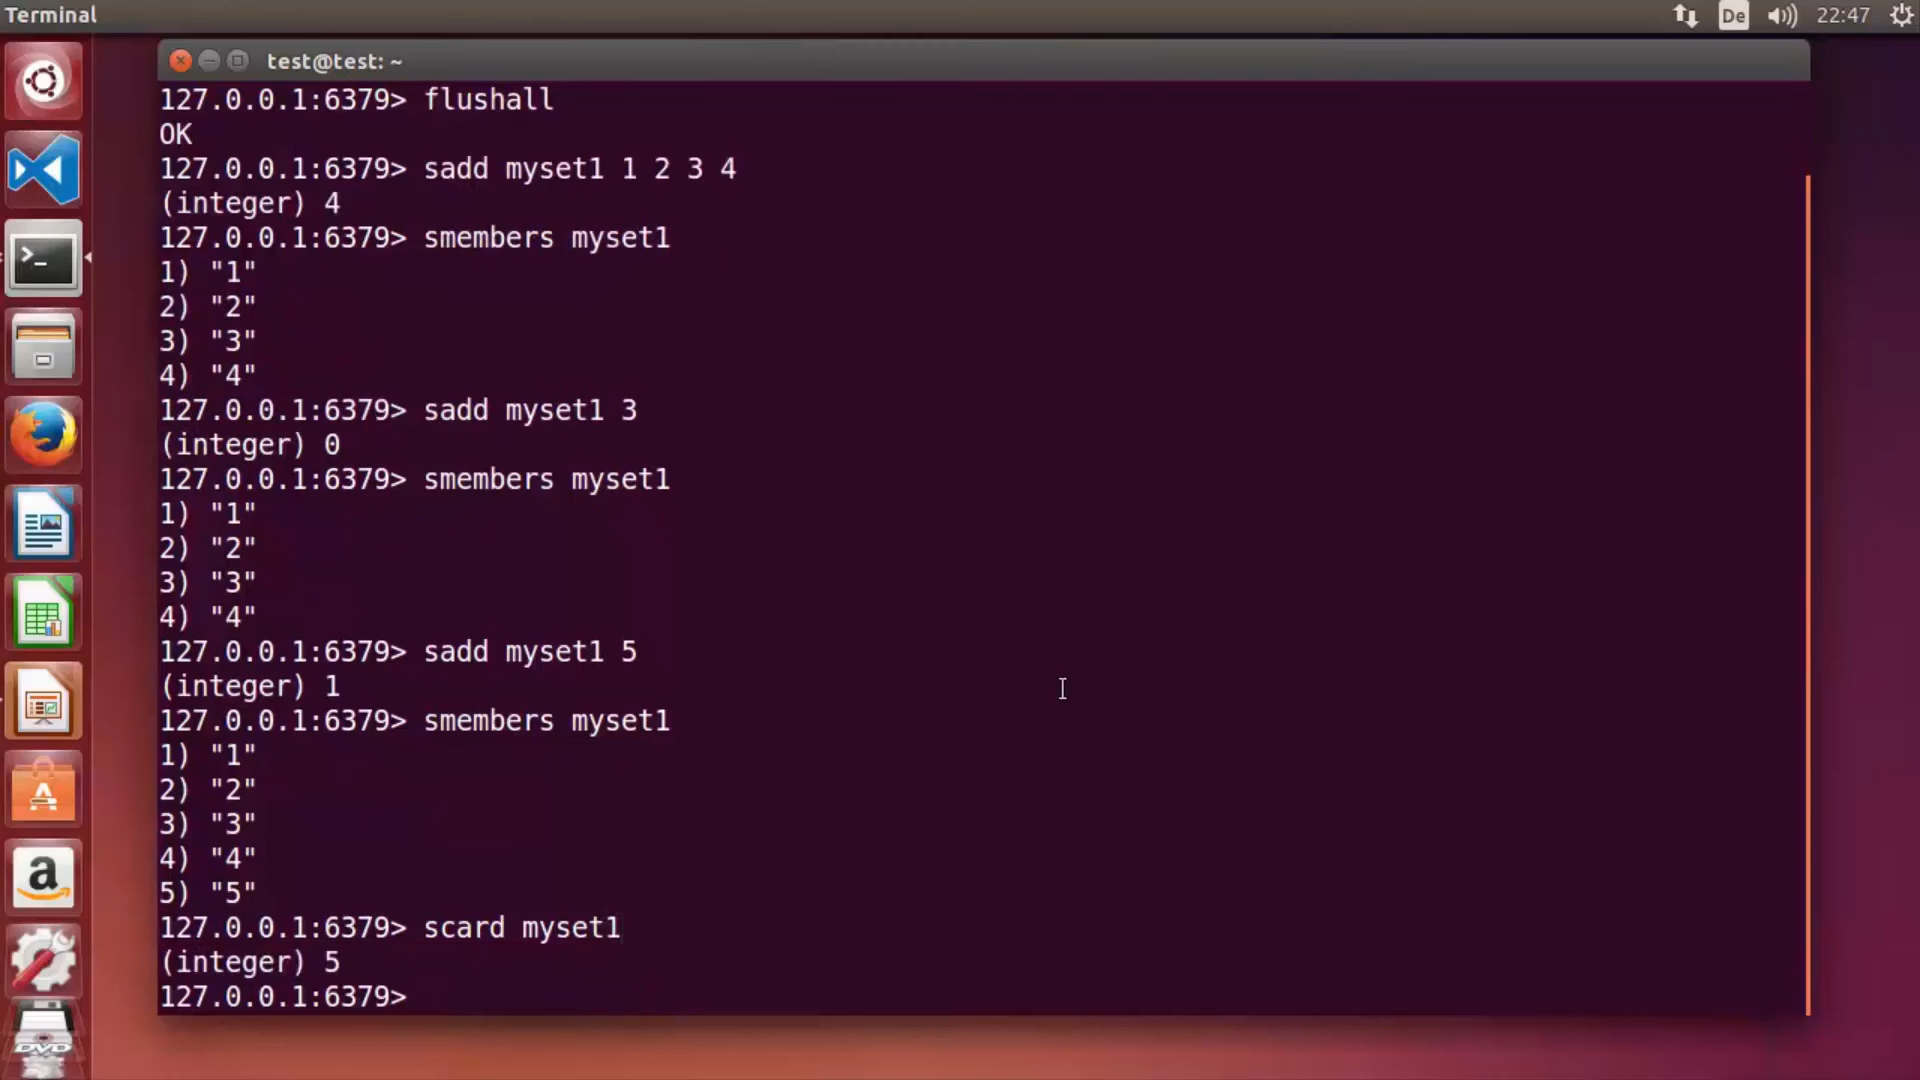 Terminal
De
22:47
test@test: ~
127.0.0.1:6379> flushall
OK
127.0.0.1:6379> sadd myset1 1 2 3 4
(integer) 4
127.0.0.1:6379> smembers myset1
1) "1"
2) "2"
3) "3"
4) "4"
127.0.0.1:6379> sadd myset1 3
(integer) 0
127.0.0.1:6379> smembers myset1
1) "1"
2) "2"
3) "3"
4) "4"
127.0.0.1:6379> sadd myset1 5
(integer) 1
127.0.0.1:6379> smembers myset1
1) "1"
2) "2"
3) "3"
4) "4"
5) "5"
127.0.0.1:6379> scard myset1
(integer) 5
127.0.0.1:6379>
>_
A
a
DVD